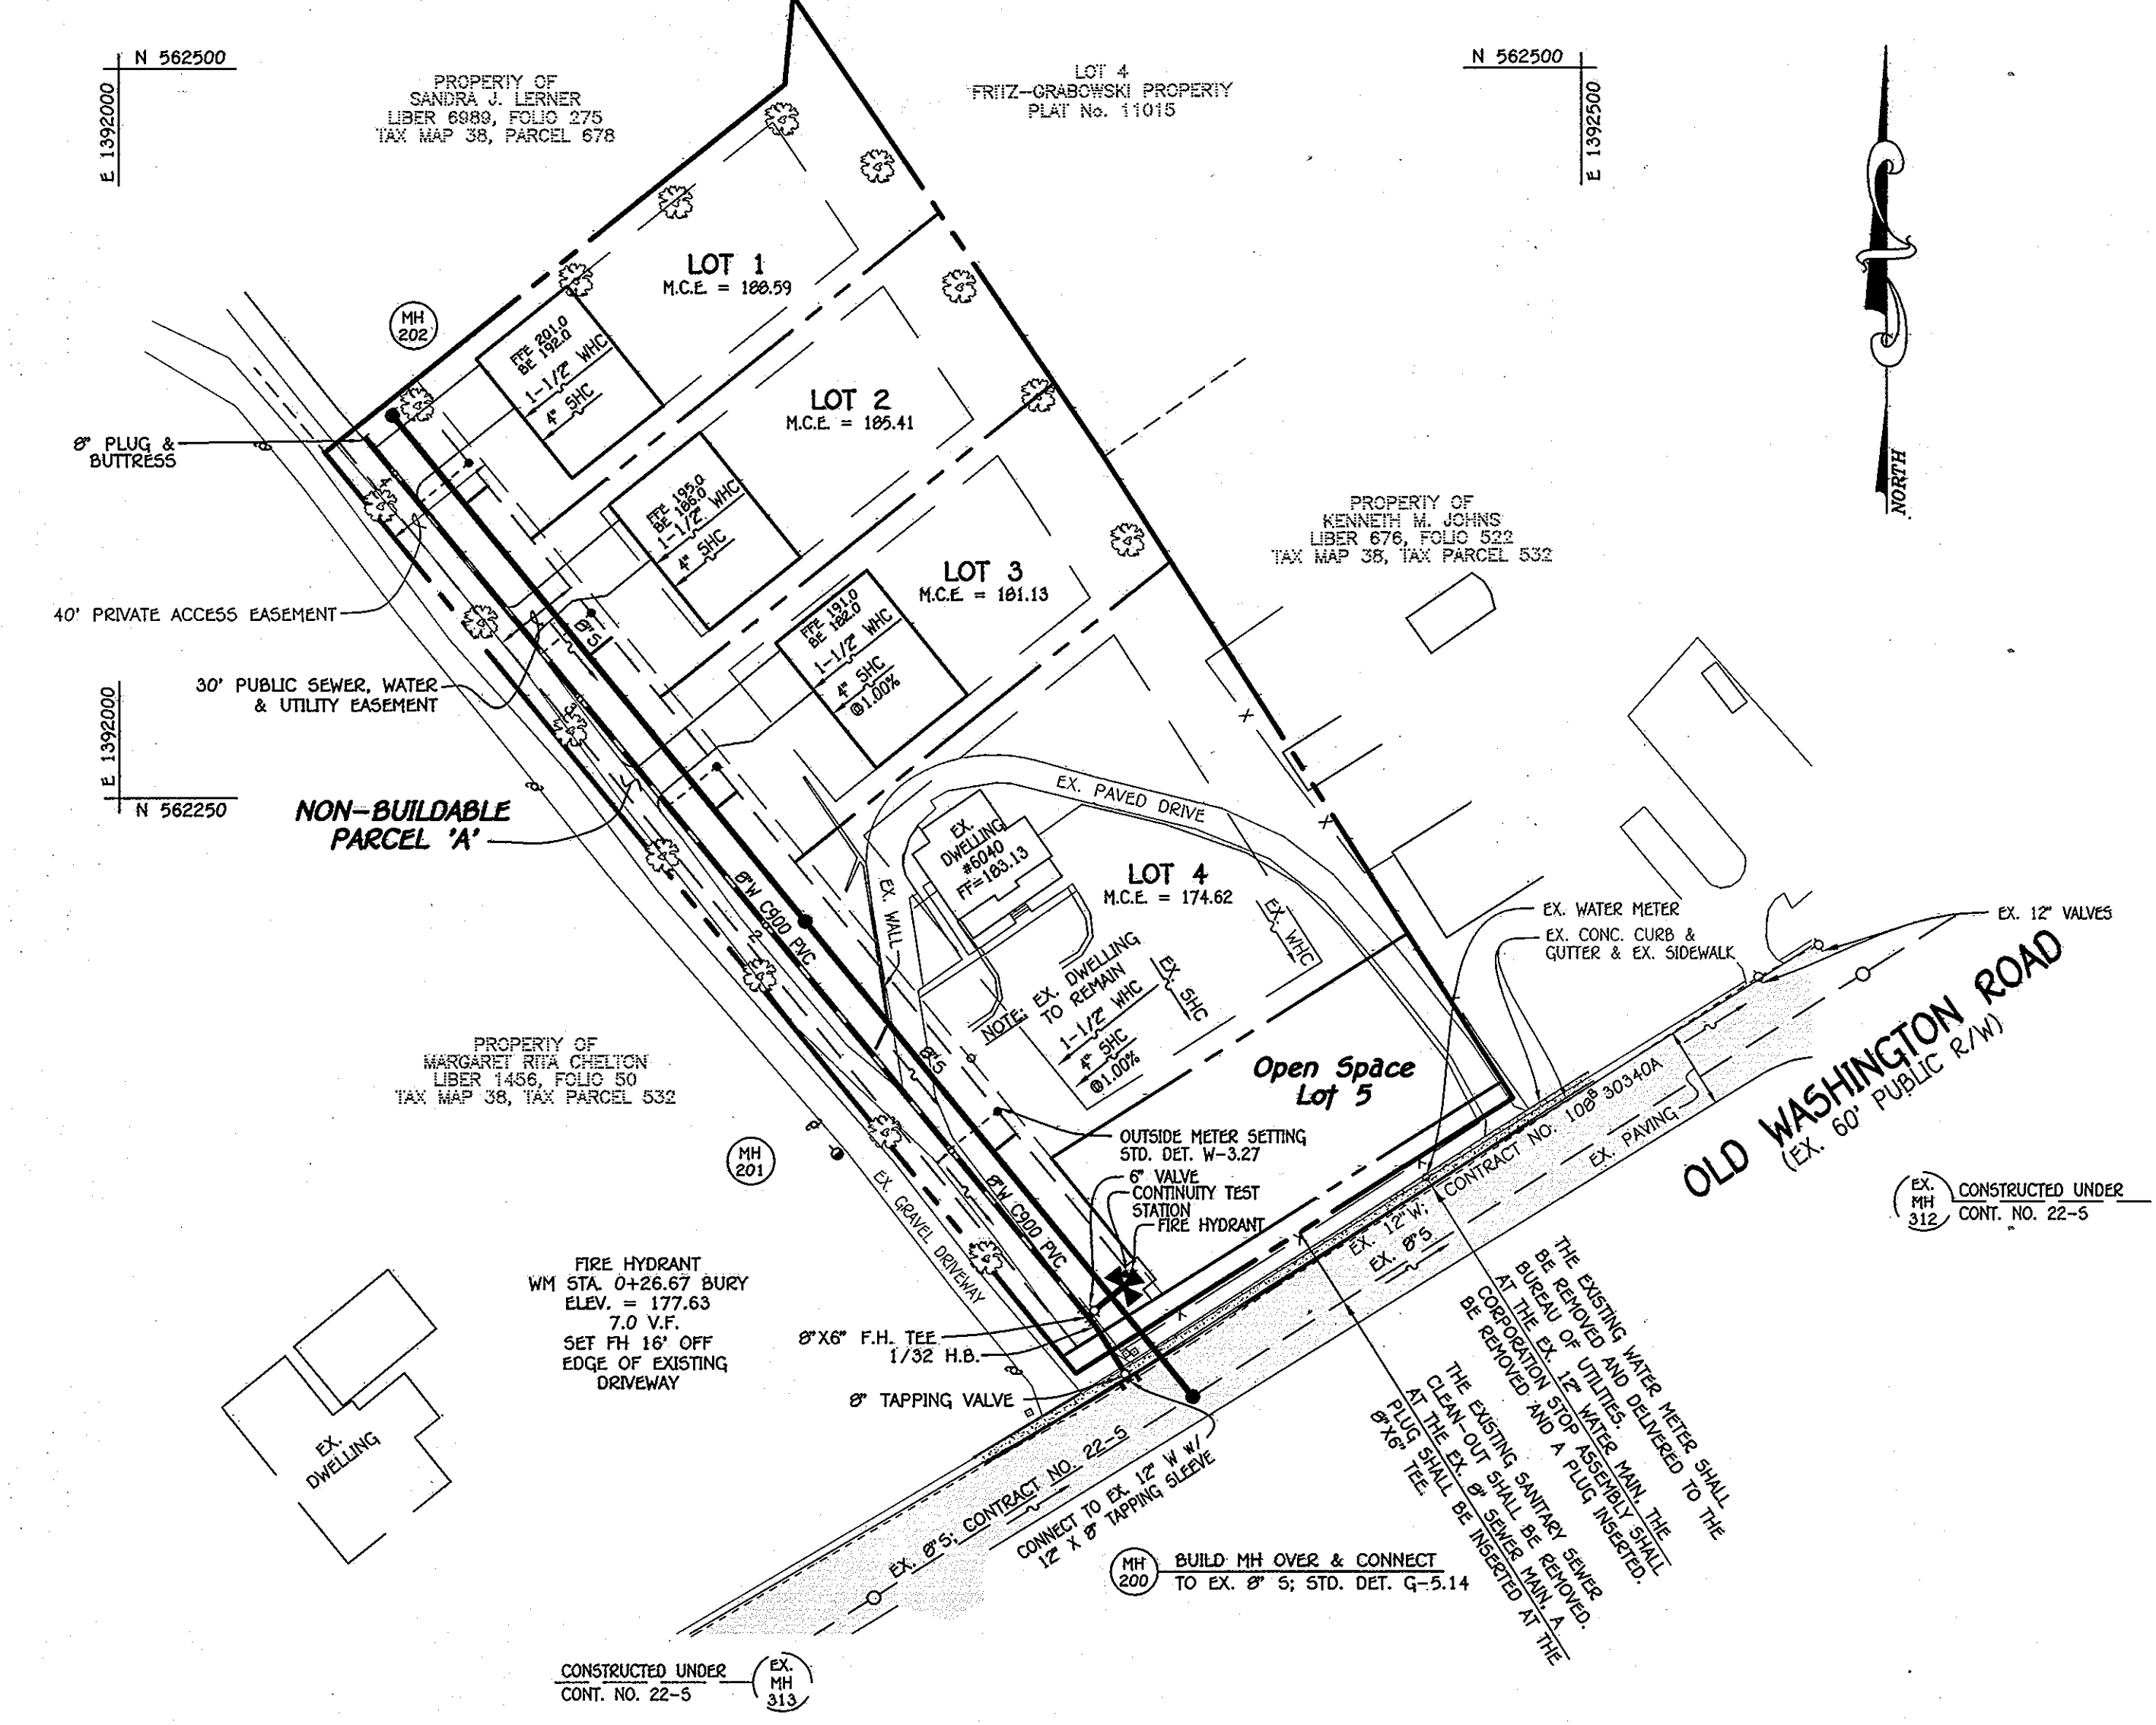 N 562500
E 1392000
PROPERTY OF
SANDRA J. LERNER
LIBER 6989, FOLIO 275
TAX MAP 38, PARCEL 678
LOT 4
FRITZ-GRABOWSKI PROPERTY
PLAT No. 11015
N 562500
E 1392500
NORTH
LOT 1
M.C.E. = 188.59
MH
202
FFE 201.0
BE 192.0
1-1/2" WHC
4" SHC
LOT 2
M.C.E. = 185.41
8" PLUG &
BUTTRESS
FFE 195.0
BE 186.0
1-1/2" WHC
4" SHC
PROPERTY OF
KENNETH M. JOHNS
LIBER 676, FOLIO 522
TAX MAP 38, TAX PARCEL 532
LOT 3
M.C.E. = 181.13
40' PRIVATE ACCESS EASEMENT
8"S
FFE 191.0
BE 182.0
1-1/2" WHC
4" SHC
@1.00%
30' PUBLIC SEWER, WATER
& UTILITY EASEMENT
E 1392000
N 562250
NON-BUILDABLE
PARCEL 'A'
EX. PAVED DRIVE
EX.
DWELLING
#6040
FF=183.13
LOT 4
M.C.E. = 174.62
8"W C900 PVC
EX. WALL
EX. WHC
EX. WATER METER
EX. CONC. CURB &
GUTTER & EX. SIDEWALK
EX. 12" VALVES
NOTE: EX. DWELLING
TO REMAIN
1-1/2" WHC
EX. SHC
4" SHC
@1.00%
OLD WASHINGTON ROAD
(EX. 60' PUBLIC R/W)
PROPERTY OF
MARGARET RITA CHELTON
LIBER 1456, FOLIO 50
TAX MAP 38, TAX PARCEL 532
8"S
Open Space
Lot 5
CONTRACT NO. 108B 30340A
EX. PAVING
EX. 12"W;
EX. 8"S
OUTSIDE METER SETTING
STD. DET. W-3.27
6" VALVE
CONTINUITY TEST
STATION
FIRE HYDRANT
MH
201
EX. GRAVEL DRIVEWAY
8"W C900 PVC
EX.
MH
312
CONSTRUCTED UNDER
CONT. NO. 22-S
FIRE HYDRANT
WM STA. 0+26.67 BURY
ELEV. = 177.63
7.0 V.F.
SET FH 16' OFF
EDGE OF EXISTING
DRIVEWAY
8"X6" F.H. TEE
1/32 H.B.
8" TAPPING VALVE
THE EXISTING WATER METER SHALL
BE REMOVED AND DELIVERED TO THE
BUREAU OF UTILITIES.
AT THE EX. 12" WATER MAIN, THE
CORPORATION STOP ASSEMBLY SHALL
BE REMOVED AND A PLUG INSERTED.
THE EXISTING SANITARY SEWER
CLEAN-OUT SHALL BE REMOVED.
AT THE EX. 8" SEWER MAIN, A
PLUG SHALL BE INSERTED AT THE
8"X6" TEE.
EX.
DWELLING
EX. 8"S; CONTRACT NO. 22-S
CONNECT TO EX. 12" W W/
12" X 8" TAPPING SLEEVE
MH
200
BUILD MH OVER & CONNECT
TO EX. 8" S; STD. DET. G-5.14
CONSTRUCTED UNDER
CONT. NO. 22-S
EX.
MH
313